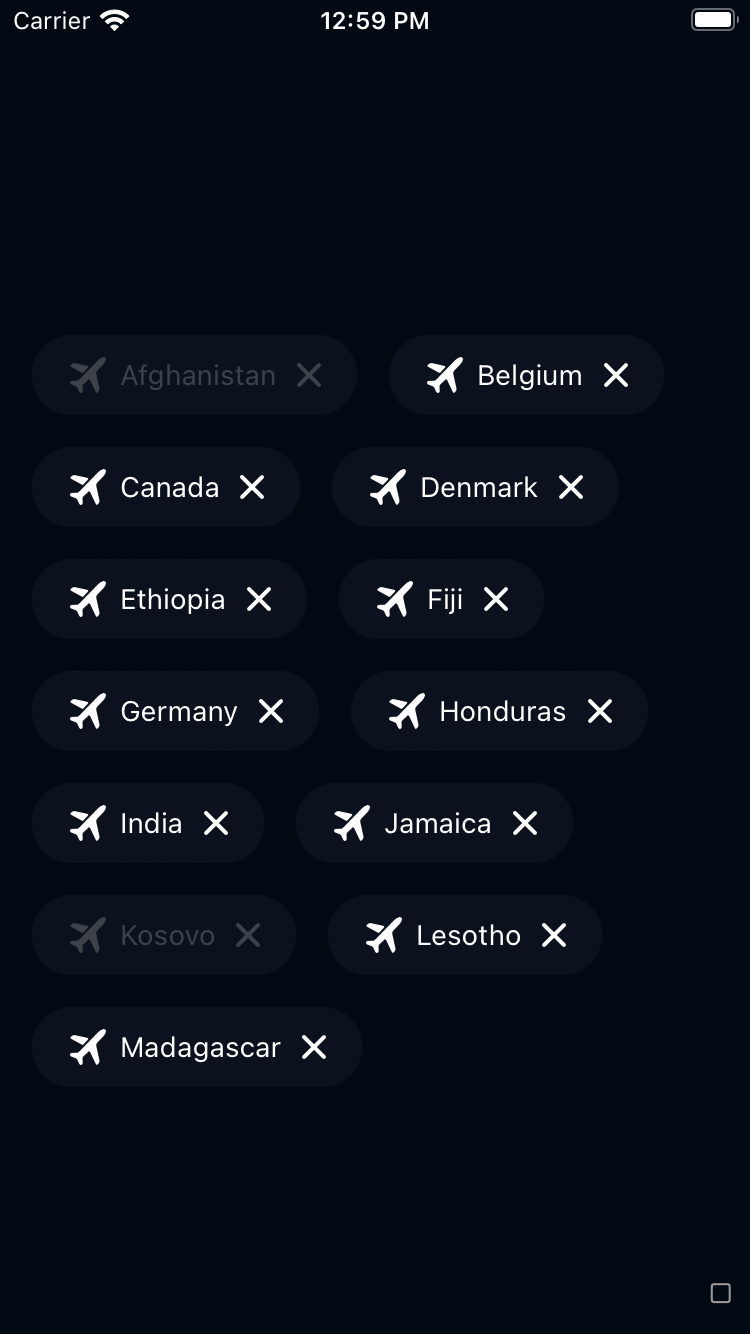 Carrier 12:59 PM
Afghanistan Belgium
Canada Denmark
Ethiopia Fiji
Germany Honduras
India Jamaica
Kosovo Lesotho
Madagascar